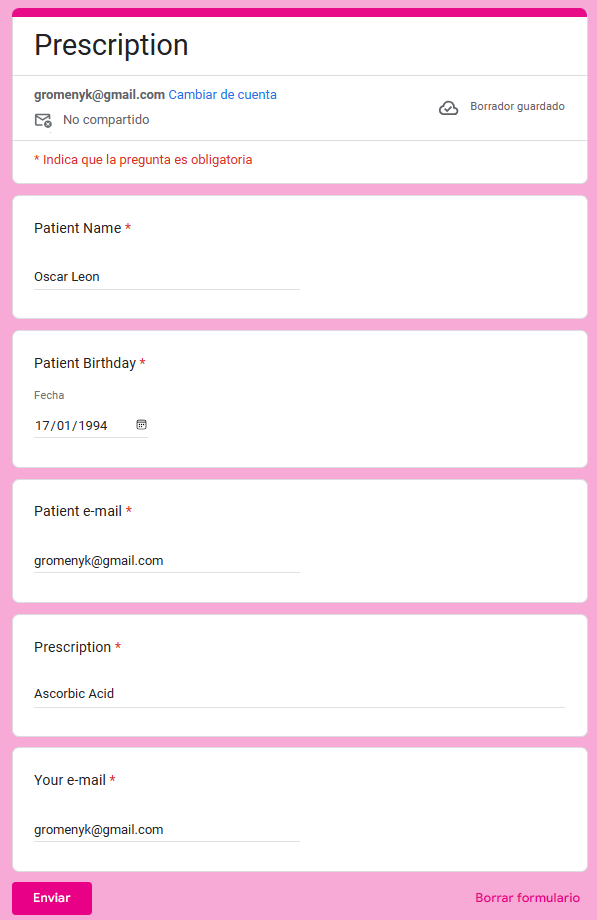 Prescription
gromenyk@gmail.com Cambiar de cuenta
No compartido
Borrador guardado
* Indica que la pregunta es obligatoria
Patient Name *
Oscar Leon
Patient Birthday *
Fecha
17/01/1994
Patient e-mail *
gromenyk@gmail.com
Prescription *
Ascorbic Acid
Your e-mail *
gromenyk@gmail.com
Enviar
Borrar formulario